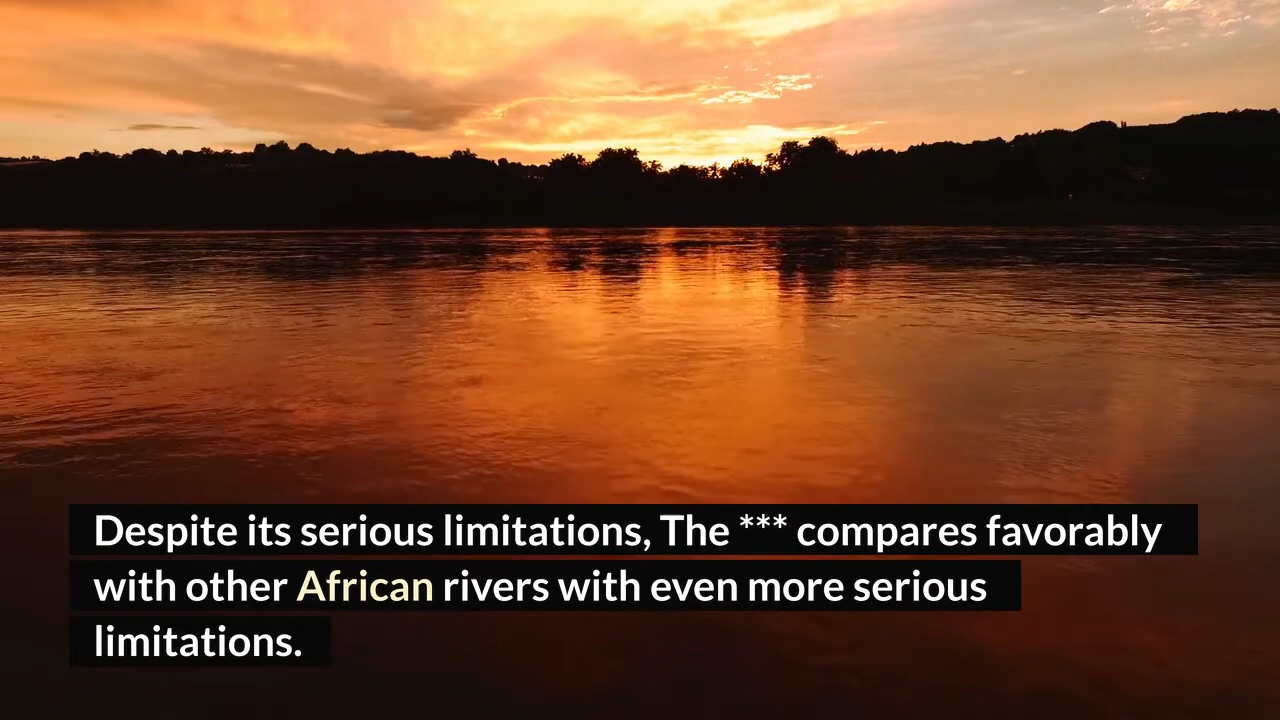 Despite its serious limitations, The *** compares favorably
with other African rivers with even more serious
limitations.